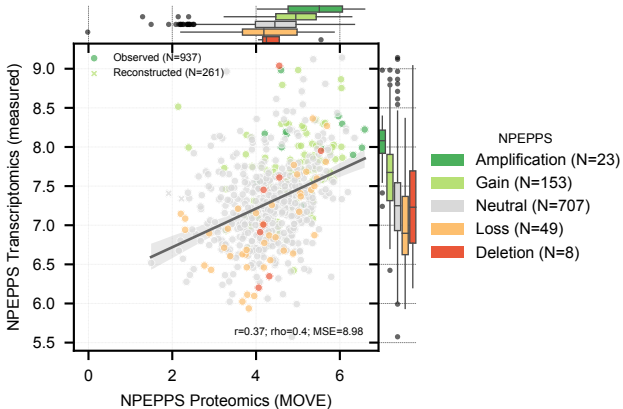 9.0
8.5
8.0
7.5
7.0
6.5
6.0
5.5
NPEPPS Transcriptomics (measured)
Observed (N=937)
Reconstructed (N=261)
r=0.37; rho=0.4; MSE=8.98
0
2
4
6
NPEPPS Proteomics (MOVE)
NPEPPS
Amplification (N=23)
Gain (N=153)
Neutral (N=707)
Loss (N=49)
Deletion (N=8)